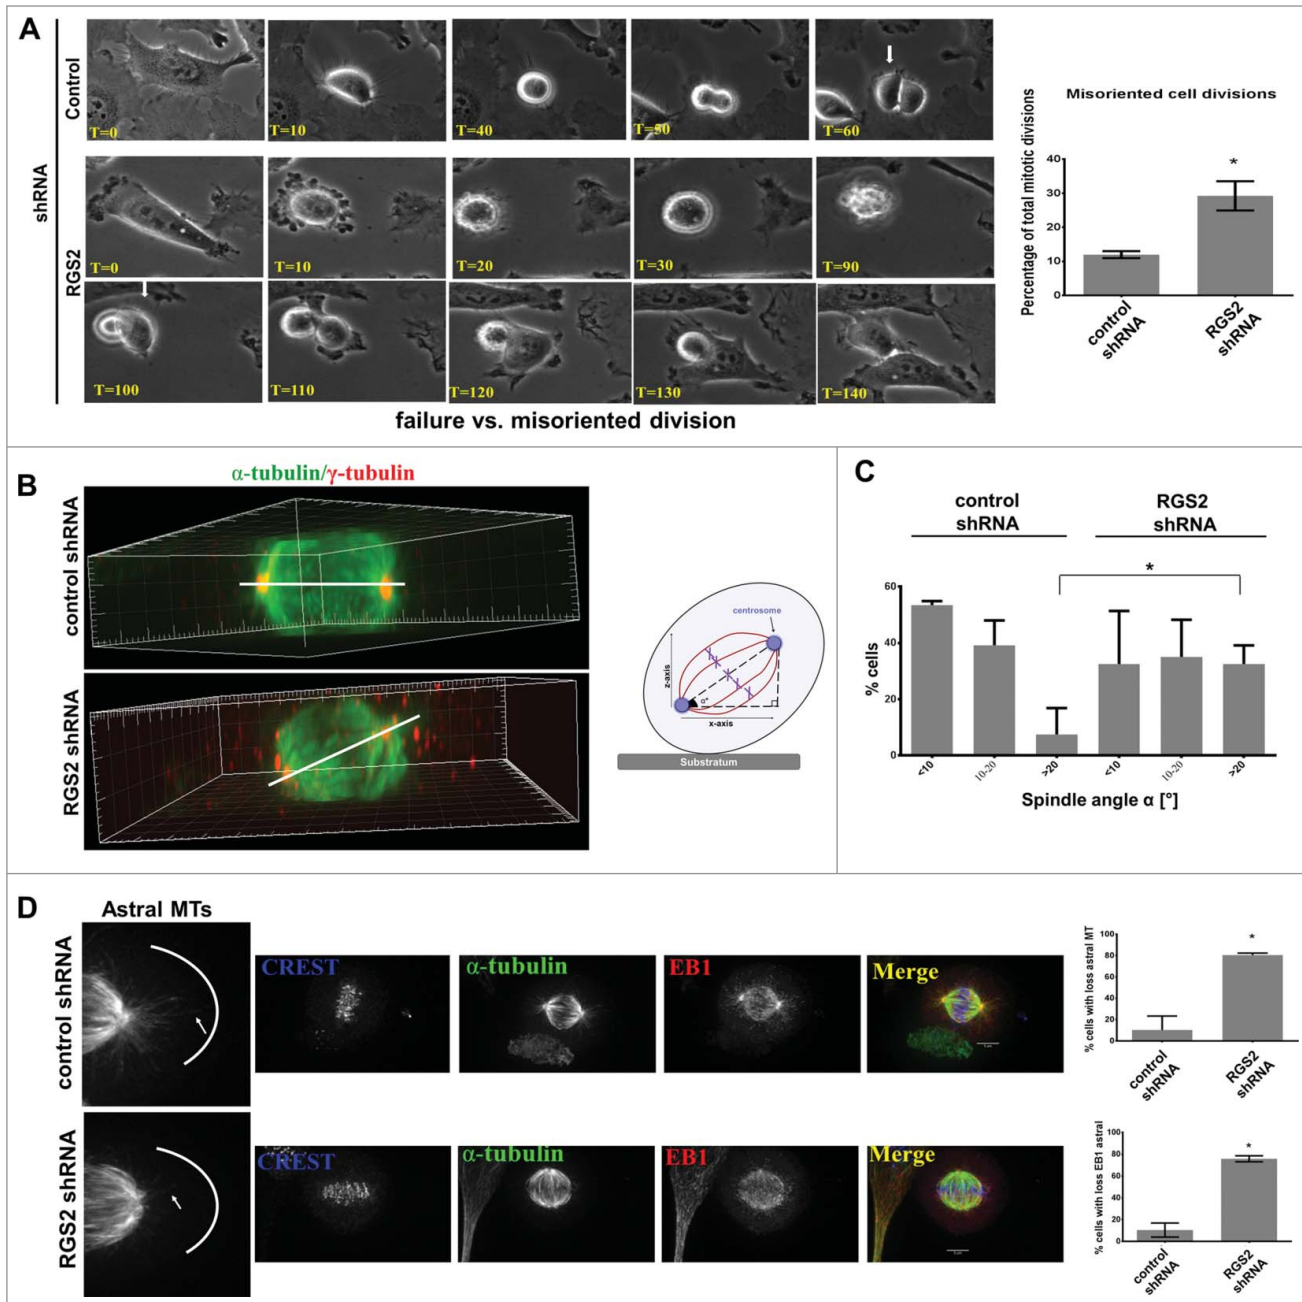 A
shRNA
Control
T=0
T=10
T=40
T=50
T=60
RGS2
T=0
T=10
T=20
T=30
T=90
T=100
T=110
T=120
T=130
T=140
failure vs. misoriented division
Misoriented cell divisions
Percentage of total mitotic divisions
40
30
20
10
0
*
control
shRNA
RGS2
shRNA
B
α-tubulin/γ-tubulin
control shRNA
RGS2 shRNA
centrosome
z-axis
α°
x-axis
Substratum
C
control
shRNA
RGS2
shRNA
*
% cells
60
40
20
0
<10
10-20
>20
<10
10-20
>20
Spindle angle α [°]
D
Astral MTs
control shRNA
CREST
α-tubulin
EB1
Merge
5 µm
% cells with loss astral MT
100
80
60
40
20
0
*
control
shRNA
RGS2
shRNA
RGS2 shRNA
CREST
α-tubulin
EB1
Merge
5 µm
% cells with loss EB1 astral
100
80
60
40
20
0
*
control
shRNA
RGS2
shRNA